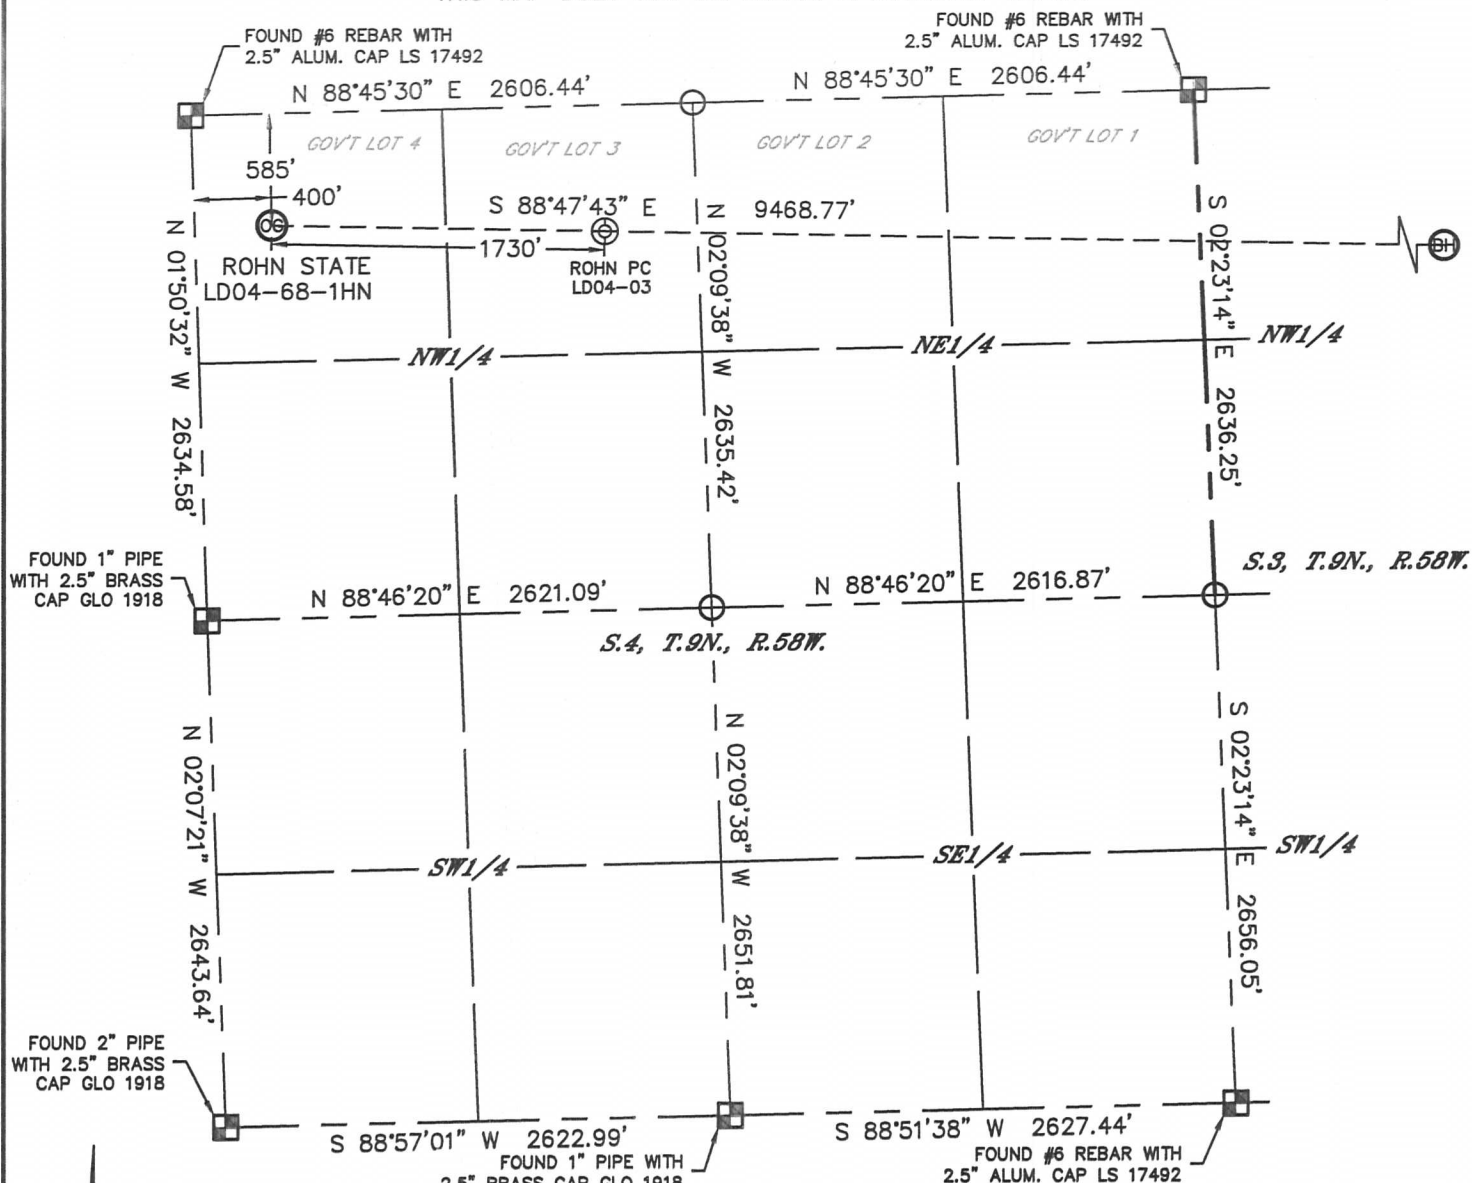 FOUND #6 REBAR WITH
2.5" ALUM. CAP LS 17492
FOUND #6 REBAR WITH
2.5" ALUM. CAP LS 17492
N 88°45'30" E 2606.44'
N 88°45'30" E 2606.44'
GOV'T LOT 4
GOV'T LOT 3
GOV'T LOT 2
GOV'T LOT 1
585'
400'
OG
S 88°47'43" E 9468.77'
BH
1730'
ROHN STATE
LD04-68-1HN
ROHN PC
LD04-03
N 01°50'32" W 2634.58'
N 02°09'38" W 2635.42'
S 02°23'14" E 2636.25'
NW1/4
NE1/4
NW1/4
FOUND 1" PIPE
WITH 2.5" BRASS
CAP GLO 1918
N 88°46'20" E 2621.09'
N 88°46'20" E 2616.87'
S.3, T.9N., R.58W.
S.4, T.9N., R.58W.
N 02°07'21" W 2643.64'
N 02°09'38" W 2651.81'
S 02°23'14" E 2656.05'
SW1/4
SE1/4
SW1/4
FOUND 2" PIPE
WITH 2.5" BRASS
CAP GLO 1918
S 88°57'01" W 2622.99'
S 88°51'38" W 2627.44'
FOUND 1" PIPE WITH
2.5" BRASS CAP GLO 1918
FOUND #6 REBAR WITH
2.5" ALUM. CAP LS 17492